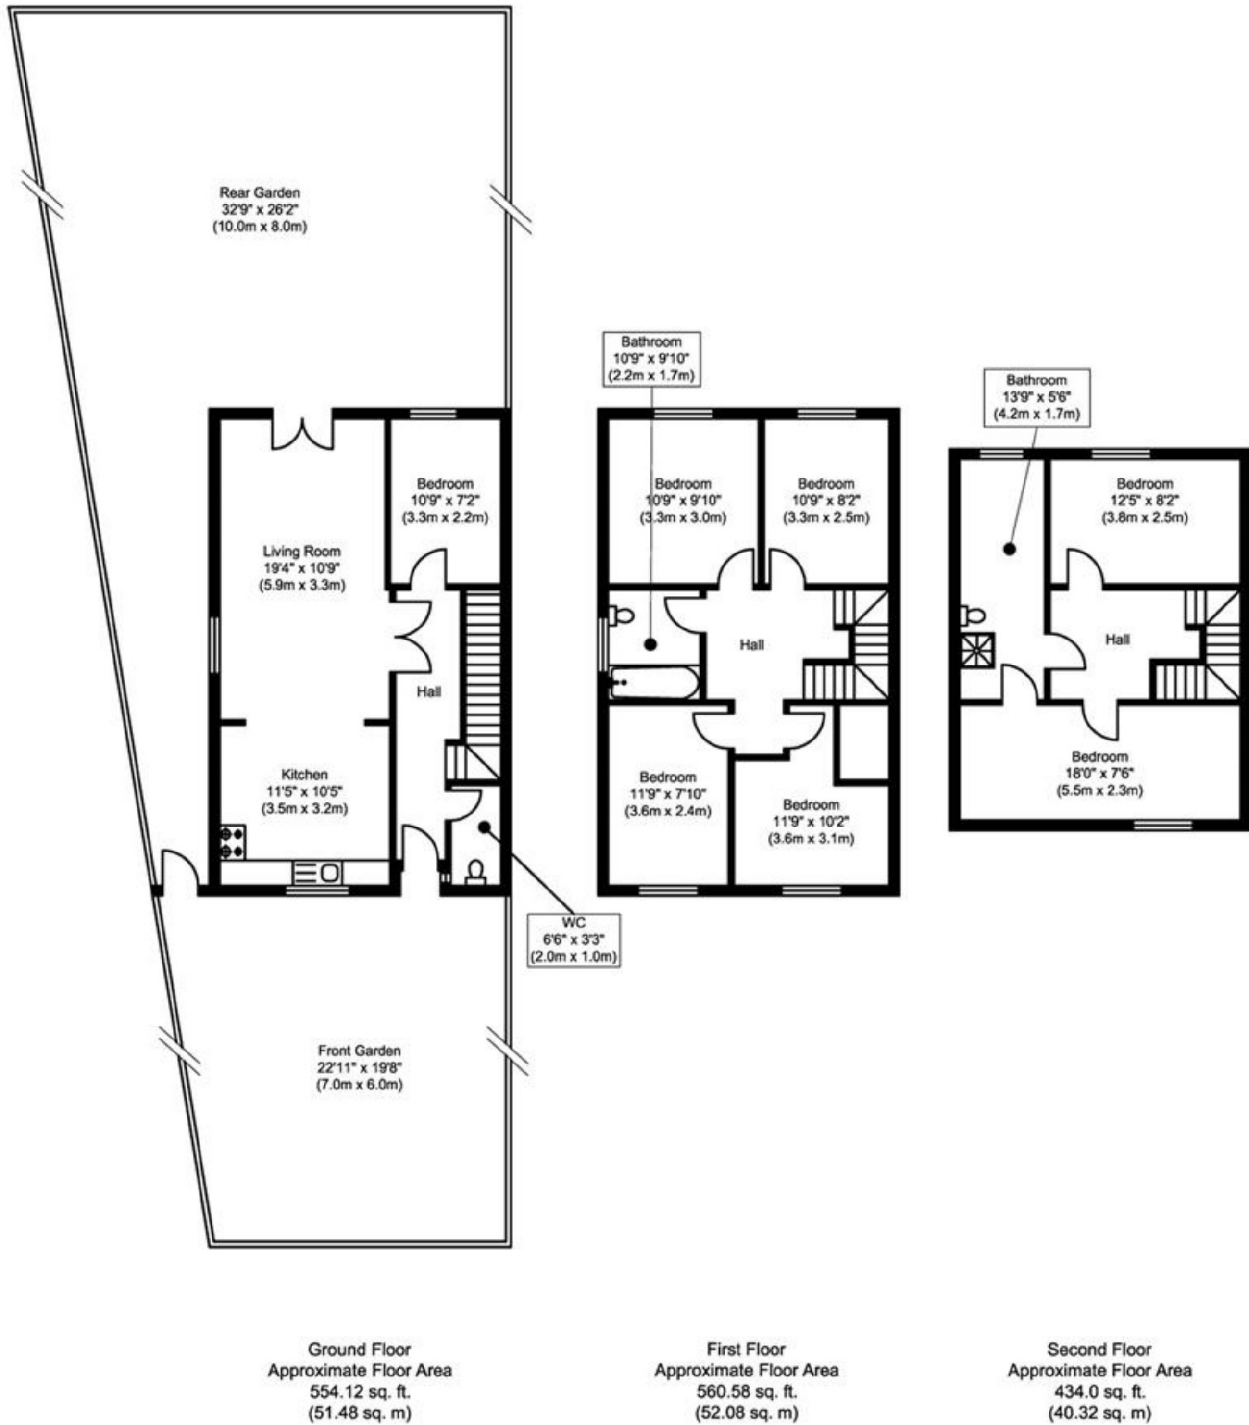 Rear Garden
32'9" x 26'2"
(10.0m x 8.0m)
Bedroom
10'9" x 7'2"
(3.3m x 2.2m)
Living Room
19'4" x 10'9"
(5.9m x 3.3m)
Hall
Kitchen
11'5" x 10'5"
(3.5m x 3.2m)
WC
6'6" x 3'3"
(2.0m x 1.0m)
Front Garden
22'11" x 19'8"
(7.0m x 6.0m)
Bathroom
10'9" x 9'10"
(2.2m x 1.7m)
Bedroom
10'9" x 9'10"
(3.3m x 3.0m)
Bedroom
10'9" x 8'2"
(3.3m x 2.5m)
Hall
Bedroom
11'9" x 7'10"
(3.6m x 2.4m)
Bedroom
11'9" x 10'2"
(3.6m x 3.1m)
Bathroom
13'9" x 5'6"
(4.2m x 1.7m)
Bedroom
12'5" x 8'2"
(3.8m x 2.5m)
Hall
Bedroom
18'0" x 7'6"
(5.5m x 2.3m)
Ground Floor
Approximate Floor Area
554.12 sq. ft.
(51.48 sq. m)
First Floor
Approximate Floor Area
560.58 sq. ft.
(52.08 sq. m)
Second Floor
Approximate Floor Area
434.0 sq. ft.
(40.32 sq. m)